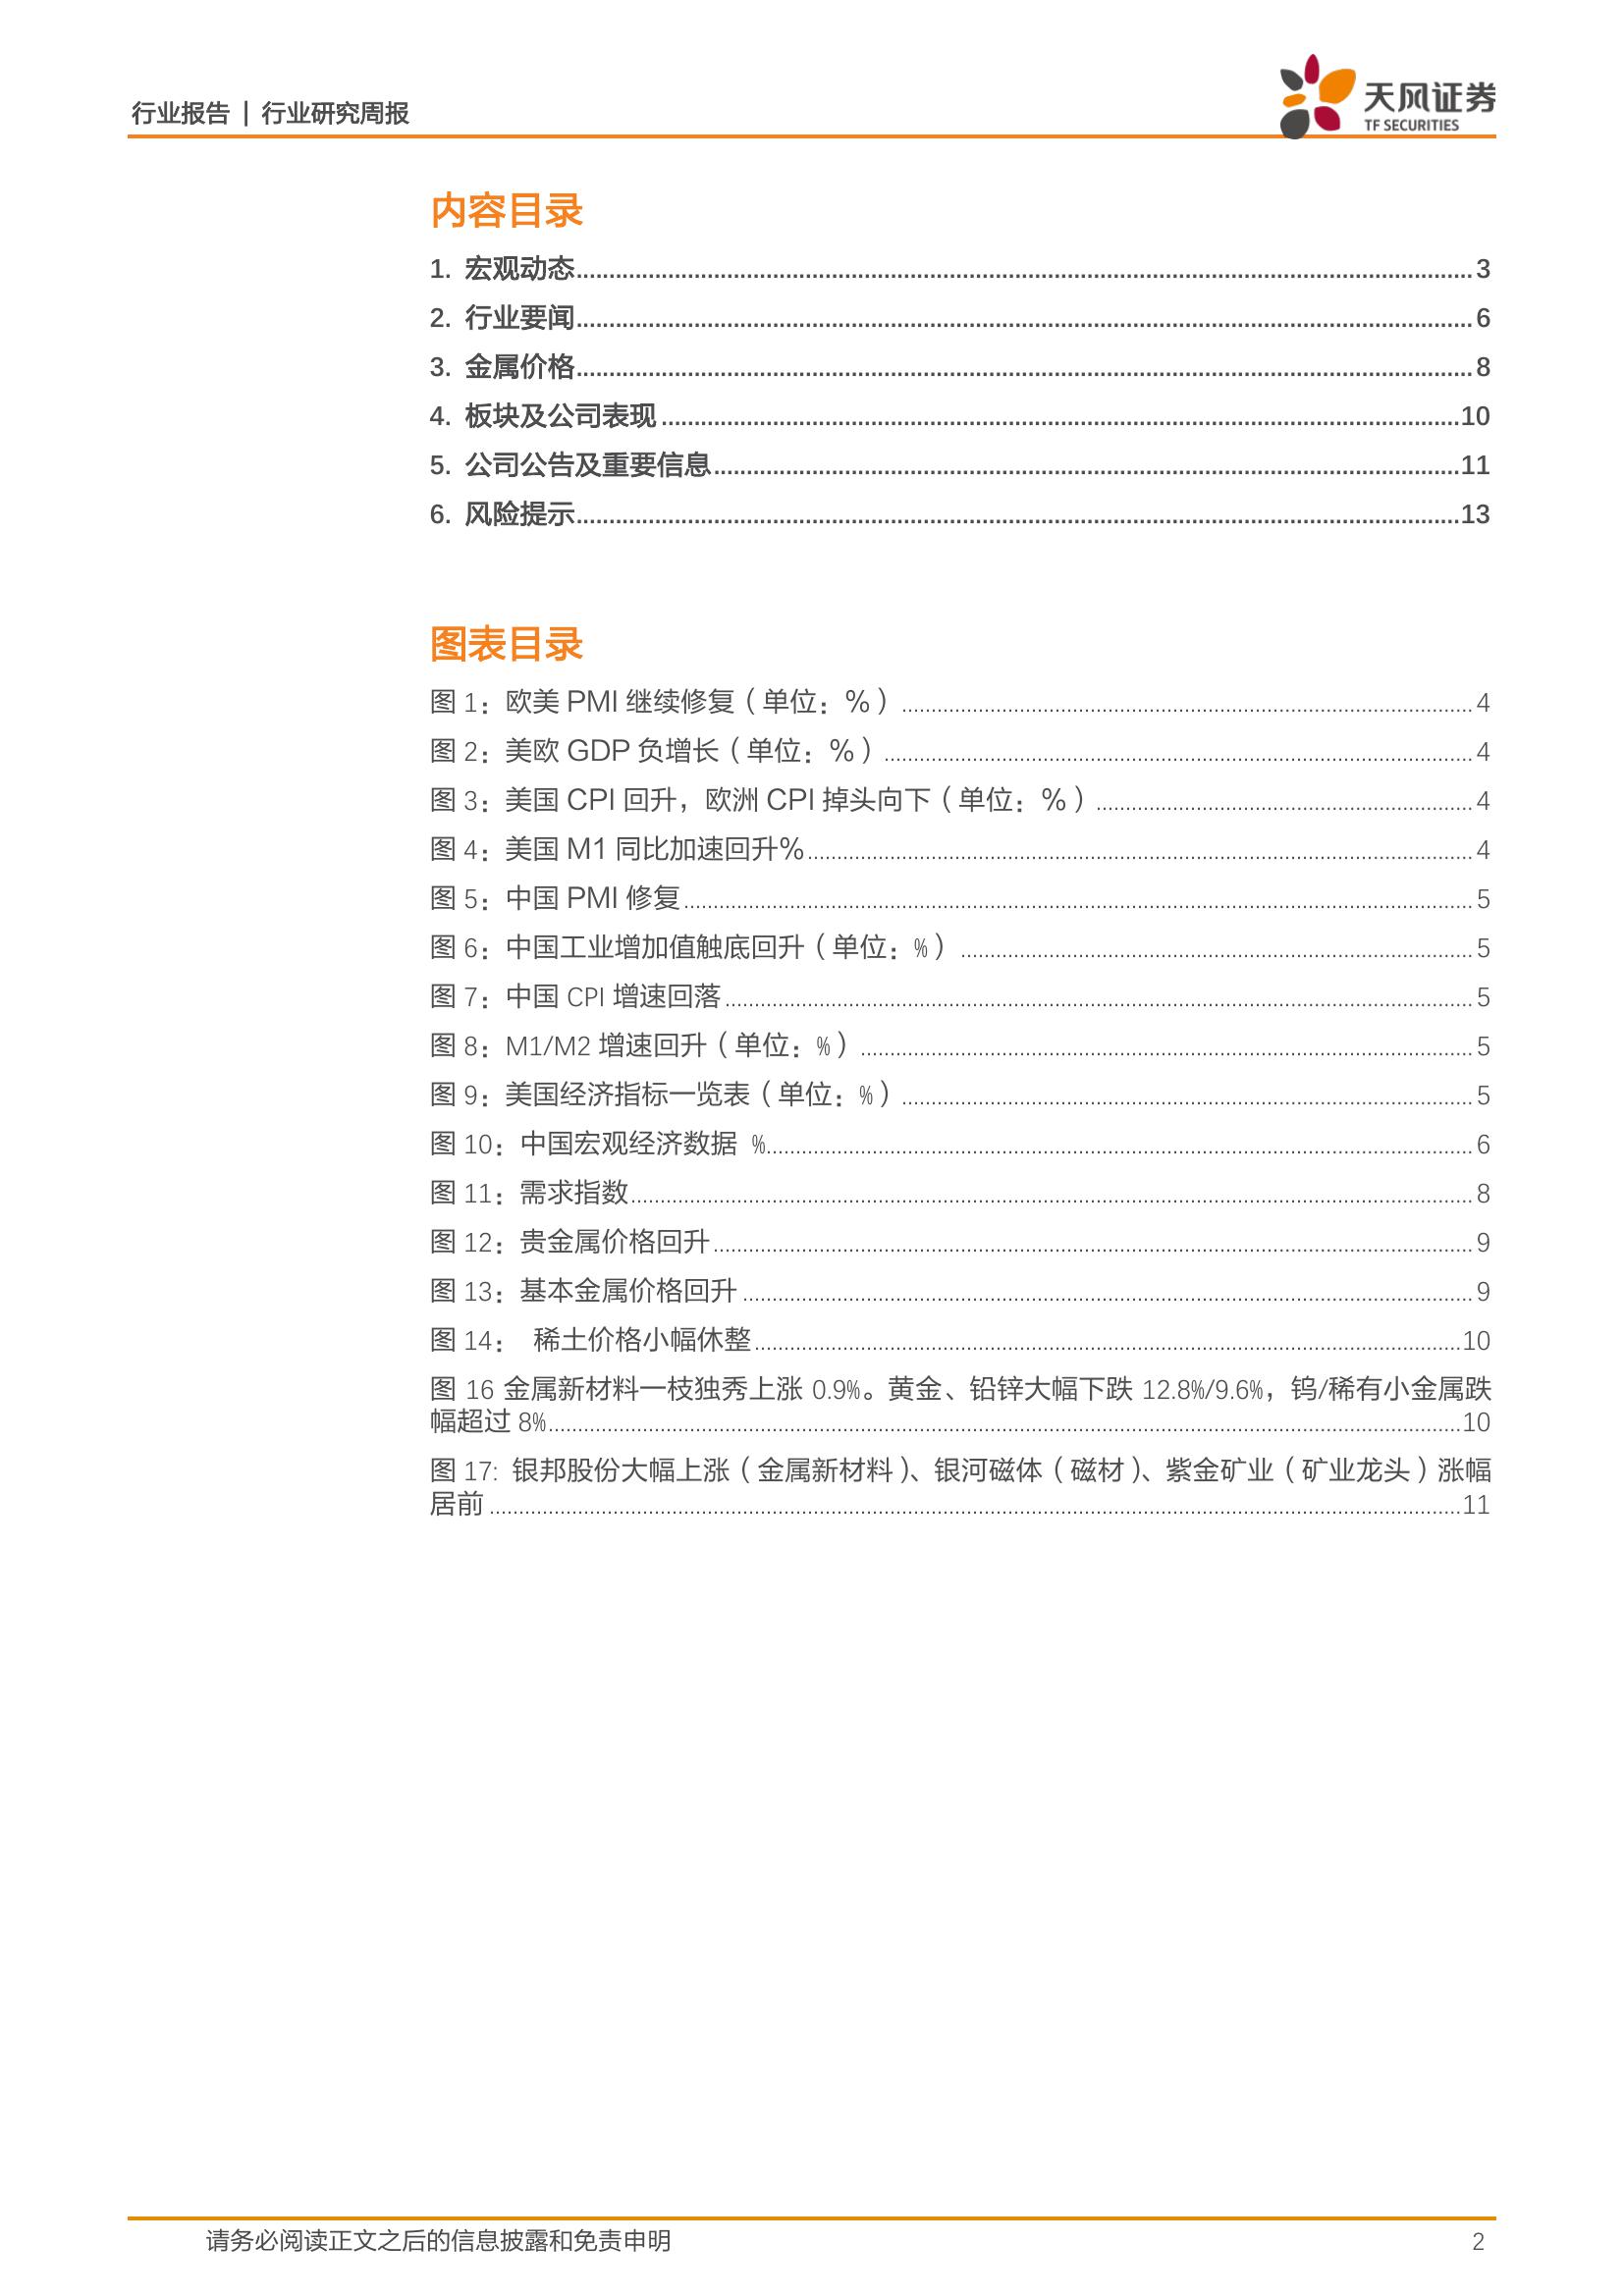 行业报告 | 行业研究周报
天风证券
TF SECURITIES
内容目录
1. 宏观动态 3
2. 行业要闻 6
3. 金属价格 8
4. 板块及公司表现 10
5. 公司公告及重要信息 11
6. 风险提示 13
图表目录
图 1：欧美 PMI 继续修复（单位：%） 4
图 2：美欧 GDP 负增长（单位：%） 4
图 3：美国 CPI 回升，欧洲 CPI 掉头向下（单位：%） 4
图 4：美国 M1 同比加速回升% 4
图 5：中国 PMI 修复 5
图 6：中国工业增加值触底回升（单位：%） 5
图 7：中国 CPI 增速回落 5
图 8：M1/M2 增速回升（单位：%） 5
图 9：美国经济指标一览表（单位：%） 5
图 10：中国宏观经济数据 % 6
图 11：需求指数 8
图 12：贵金属价格回升 9
图 13：基本金属价格回升 9
图 14： 稀土价格小幅休整 10
图 16 金属新材料一枝独秀上涨 0.9%。黄金、铅锌大幅下跌 12.8%/9.6%，钨/稀有小金属跌
幅超过 8% 10
图 17: 银邦股份大幅上涨（金属新材料）、银河磁体（磁材）、紫金矿业（矿业龙头）涨幅
居前 11
请务必阅读正文之后的信息披露和免责申明 2